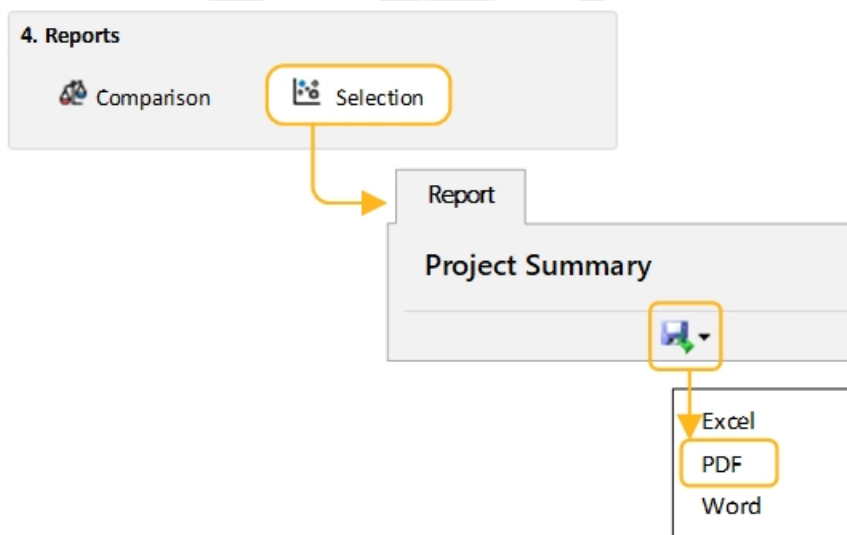 4. Reports
Comparison Selection
Report
Project Summary
Excel
PDF
Word